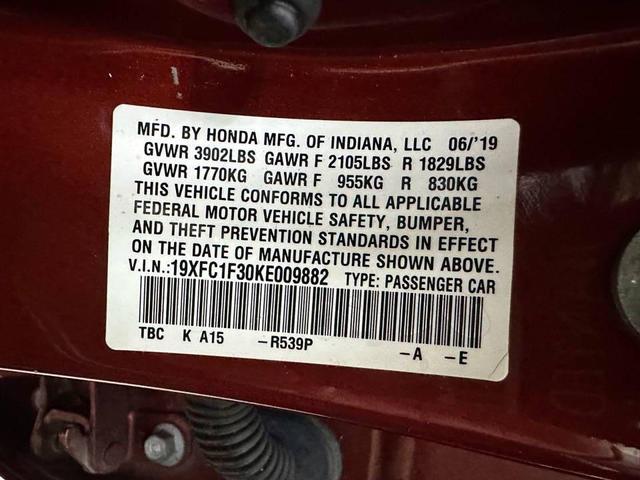 MFD. BY HONDA MFG. OF INDIANA, LLC 06/'19
GVWR 3902LBS GAWR F 2105LBS R 1829LBS
GVWR 1770KG GAWR F 955KG R 830KG
THIS VEHICLE CONFORMS TO ALL APPLICABLE
FEDERAL MOTOR VEHICLE SAFETY, BUMPER,
AND THEFT PREVENTION STANDARDS IN EFFECT
ON THE DATE OF MANUFACTURE SHOWN ABOVE.
V.I.N.:19XFC1F30KE009882 TYPE: PASSENGER CAR
TBC K A15 -R539P -A -E